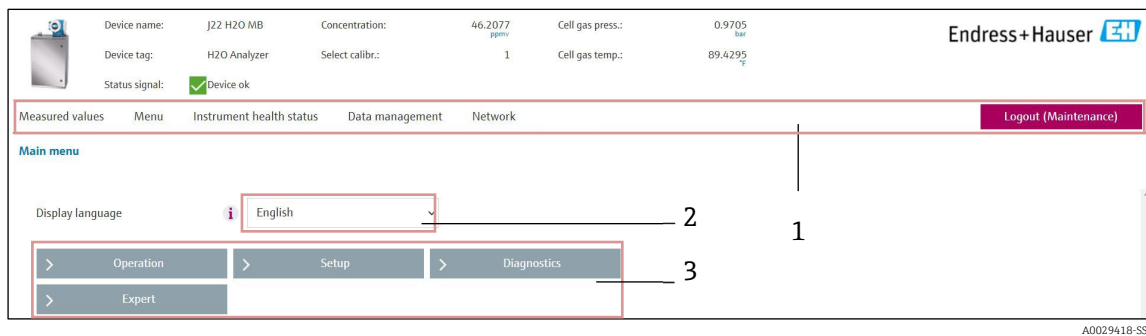 Device name: J22 H2O MB Concentration: 46.2077 ppmv Cell gas press.: 0.9705 bar
Endress+Hauser EH
Device tag: H2O Analyzer Select calibr.: 1 Cell gas temp.: 89.4295 °F
Status signal: Device ok
Measured values Menu Instrument health status Data management Network Logout (Maintenance)
Main menu
Display language i English
2
1
Operation Setup Diagnostics
3
Expert
A0029418-SS